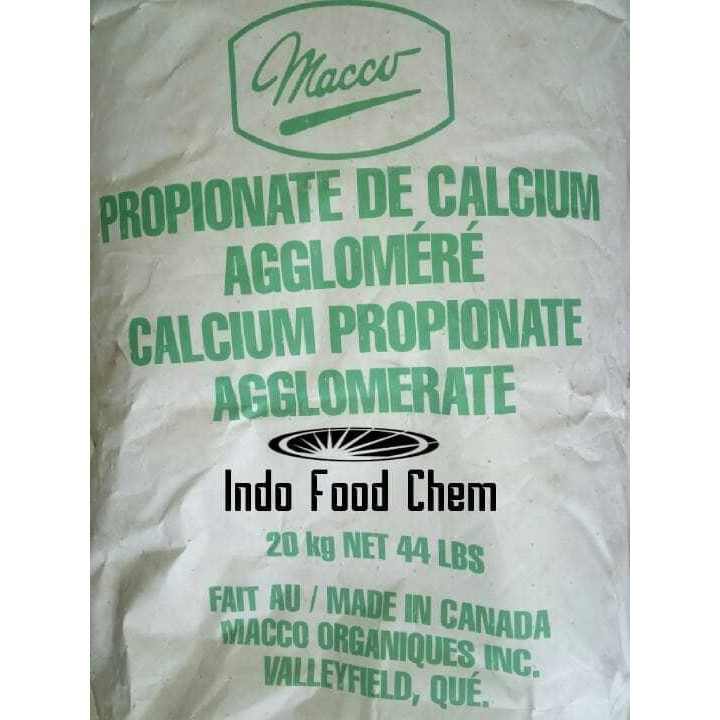 Macco
PROPIONATE DE CALCIUM
AGGLOMÉRÉ
CALCIUM PROPIONATE
AGGLOMERATE
Indo Food Chem
20 kg NET 44 LBS
FAIT AU / MADE IN CANADA
MACCO ORGANIQUES INC.
VALLEYFIELD, QUÉ.